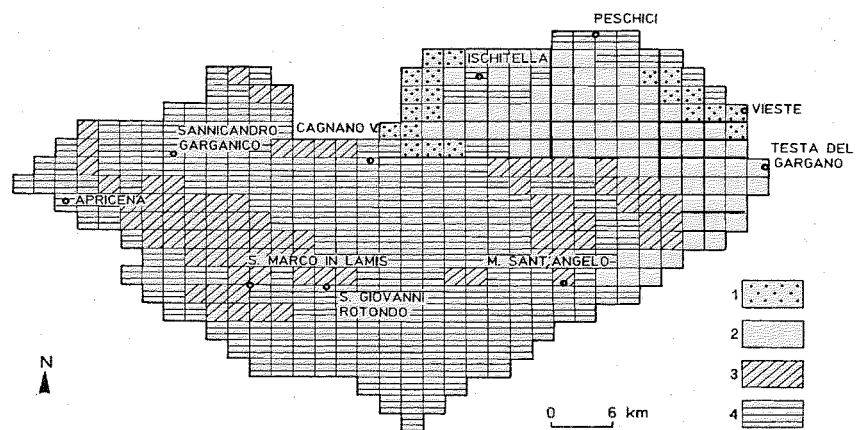 PESCHICI
ISCHITELLA
VIESTE
SANNICANDRO
GARGANICO
CAGNANO V.
TESTA DEL
GARGANO
APRICENA
S. MARCO IN LAMIS
M. SANT'ANGELO
S. GIOVANNI
ROTONDO
1
2
3
4
N
0 6 km